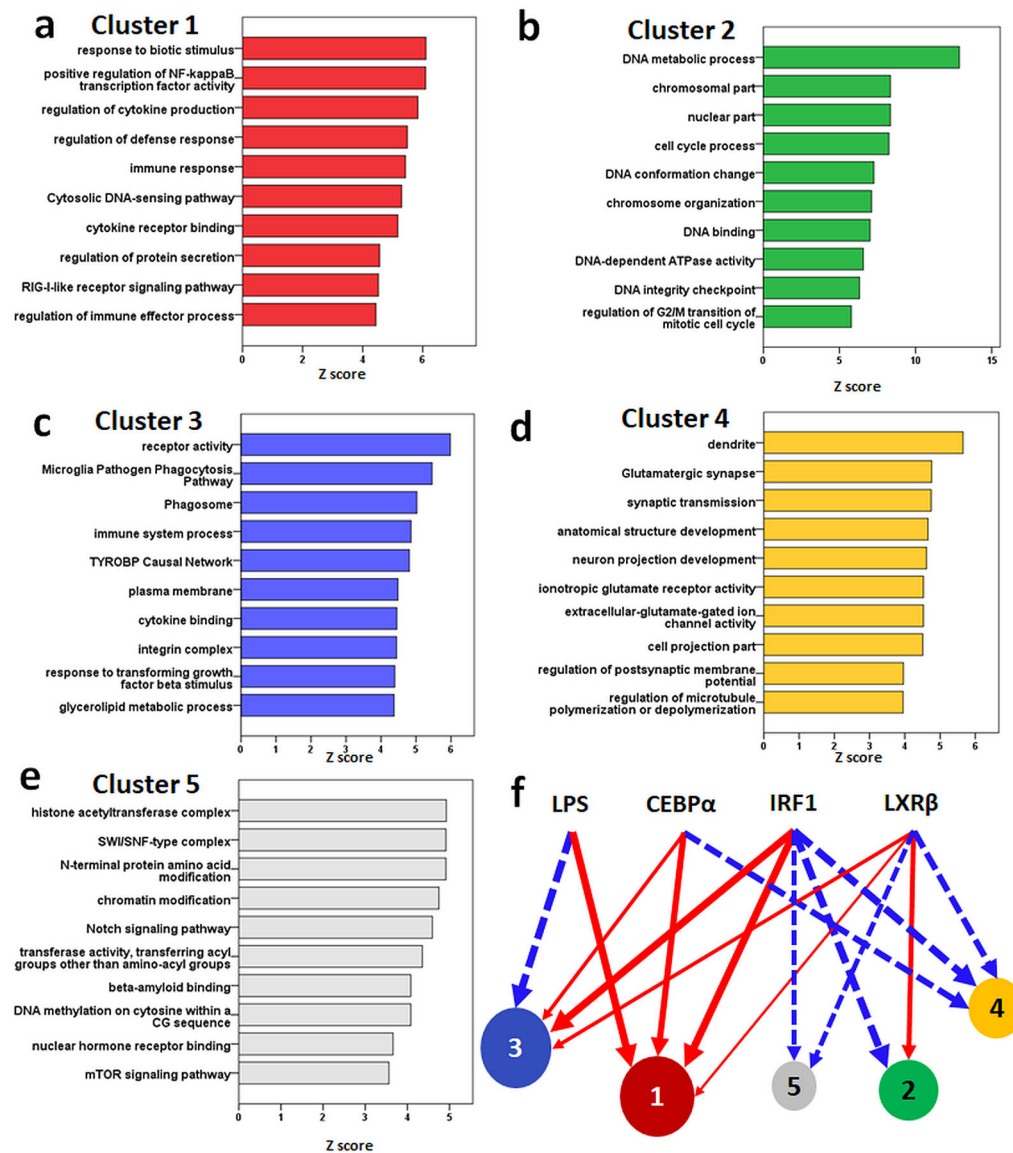 a
Cluster 1
response to biotic stimulus
positive regulation of NF-kappaB
transcription factor activity
regulation of cytokine production
regulation of defense response
immune response
Cytosolic DNA-sensing pathway
cytokine receptor binding
regulation of protein secretion
RIG-I-like receptor signaling pathway
regulation of immune effector process
0 2 4 6
Z score
b
Cluster 2
DNA metabolic process
chromosomal part
nuclear part
cell cycle process
DNA conformation change
chromosome organization
DNA binding
DNA-dependent ATPase activity
DNA integrity checkpoint
regulation of G2/M transition of
mitotic cell cycle
0 5 10 15
Z score
c
Cluster 3
receptor activity
Microglia Pathogen Phagocytosis
Pathway
Phagosome
immune system process
TYROBP Causal Network
plasma membrane
cytokine binding
integrin complex
response to transforming growth
factor beta stimulus
glycerolipid metabolic process
0 1 2 3 4 5 6
Z score
d
Cluster 4
dendrite
Glutamatergic synapse
synaptic transmission
anatomical structure development
neuron projection development
ionotropic glutamate receptor activity
extracellular-glutamate-gated ion
channel activity
cell projection part
regulation of postsynaptic membrane
potential
regulation of microtubule
polymerization or depolymerization
0 1 2 3 4 5 6
Z score
e
Cluster 5
histone acetyltransferase complex
SWI/SNF-type complex
N-terminal protein amino acid
modification
chromatin modification
Notch signaling pathway
transferase activity, transferring acyl
groups other than amino-acyl groups
beta-amyloid binding
DNA methylation on cytosine within a
CG sequence
nuclear hormone receptor binding
mTOR signaling pathway
0 1 2 3 4 5
Z score
f
LPS CEBPα IRF1 LXRβ
3 1 5 2 4